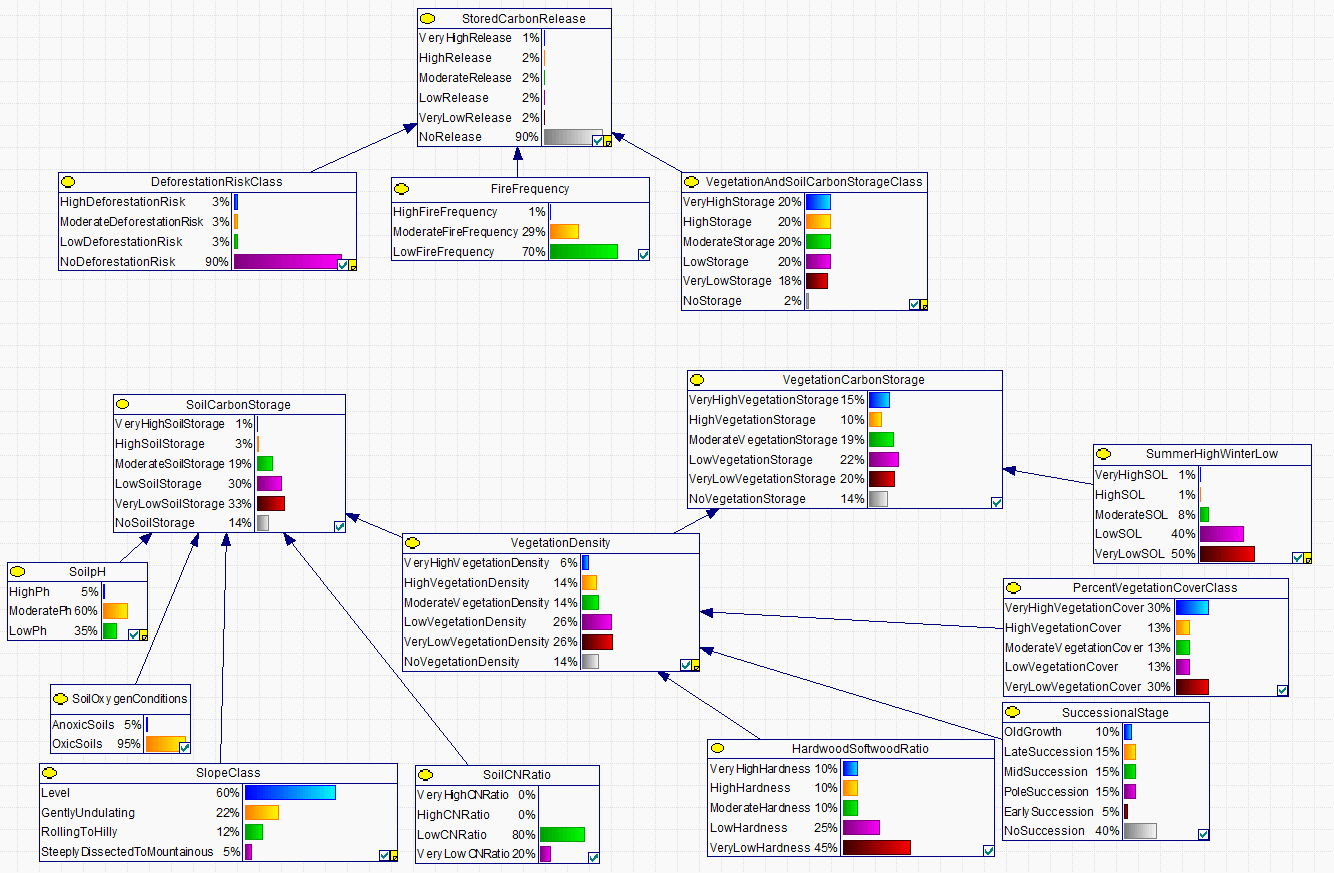 StoredCarbonRelease
VeryHighRelease 1%
HighRelease 2%
ModerateRelease 2%
LowRelease 2%
VeryLowRelease 2%
NoRelease 90%
DeforestationRiskClass
HighDeforestationRisk 3%
ModerateDeforestationRisk 3%
LowDeforestationRisk 3%
NoDeforestationRisk 90%
FireFrequency
HighFireFrequency 1%
ModerateFireFrequency 29%
LowFireFrequency 70%
VegetationAndSoilCarbonStorageClass
VeryHighStorage 20%
HighStorage 20%
ModerateStorage 20%
LowStorage 20%
VeryLowStorage 18%
NoStorage 2%
SoilCarbonStorage
VeryHighSoilStorage 1%
HighSoilStorage 3%
ModerateSoilStorage 19%
LowSoilStorage 30%
VeryLowSoilStorage 33%
NoSoilStorage 14%
VegetationCarbonStorage
VeryHighVegetationStorage 15%
HighVegetationStorage 10%
ModerateVegetationStorage 19%
LowVegetationStorage 22%
VeryLowVegetationStorage 20%
NoVegetationStorage 14%
SummerHighWinterLow
VeryHighSOL 1%
HighSOL 1%
ModerateSOL 8%
LowSOL 40%
VeryLowSOL 50%
VegetationDensity
VeryHighVegetationDensity 6%
HighVegetationDensity 14%
ModerateVegetationDensity 14%
LowVegetationDensity 26%
VeryLowVegetationDensity 26%
NoVegetationDensity 14%
SoilpH
HighPh 5%
ModeratePh 60%
LowPh 35%
PercentVegetationCoverClass
VeryHighVegetationCover 30%
HighVegetationCover 13%
ModerateVegetationCover 13%
LowVegetationCover 13%
VeryLowVegetationCover 30%
SoilOxygenConditions
AnoxicSoils 5%
OxicSoils 95%
SuccessionalStage
OldGrowth 10%
LateSuccession 15%
MidSuccession 15%
PoleSuccession 15%
EarlySuccession 5%
NoSuccession 40%
HardwoodSoftwoodRatio
VeryHighHardness 10%
HighHardness 10%
ModerateHardness 10%
LowHardness 25%
VeryLowHardness 45%
SlopeClass
Level 60%
GentlyUndulating 22%
RollingToHilly 12%
SteeplyDissectedToMountainous 5%
SoilCNRatio
VeryHighCNRatio 0%
HighCNRatio 0%
LowCNRatio 80%
VeryLowCNRatio 20%